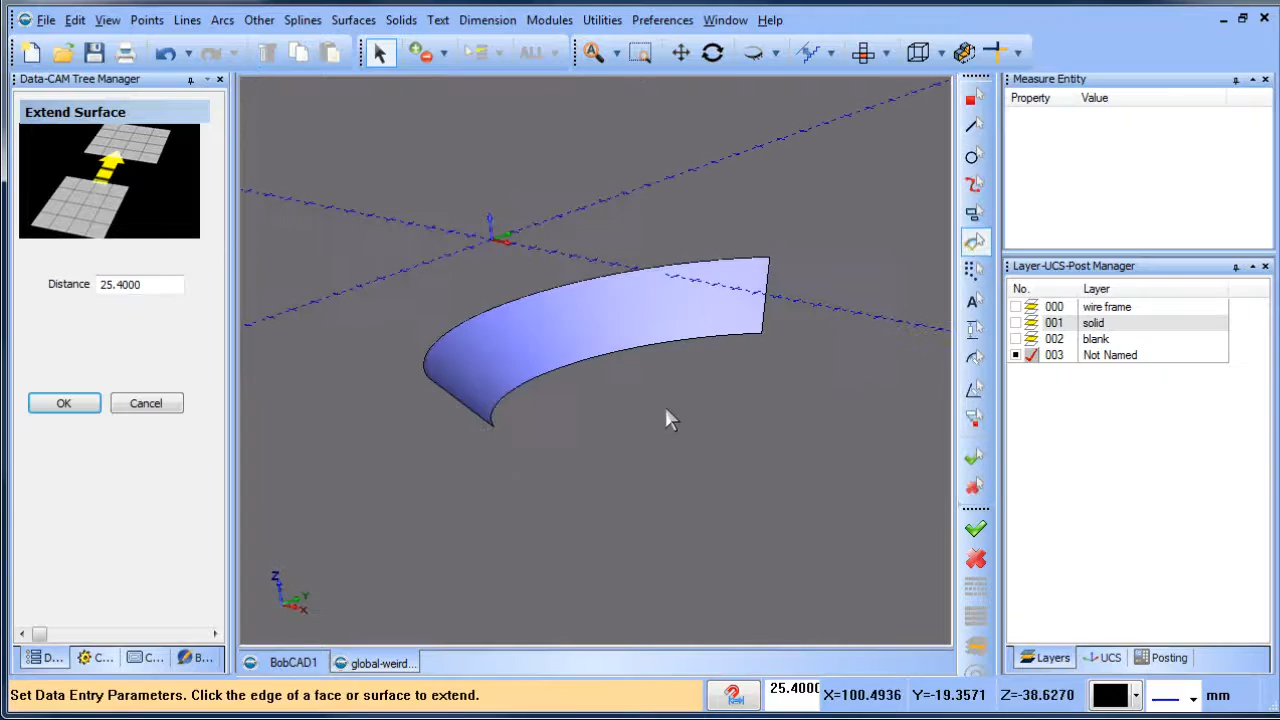 File Edit View Points Lines Arcs Other Splines Surfaces Solids Text Dimension Modules Utilities Preferences Window Help
ALL
Data-CAM Tree Manager
Extend Surface
Distance 25.4000
OK Cancel
D... C... C... B...
Z
Y
X
BobCAD1 global-weird...
Measure Entity
Property Value
Layer-UCS-Post Manager
No. Layer
000 wire frame
001 solid
002 blank
003 Not Named
Layers UCS Posting
Set Data Entry Parameters. Click the edge of a face or surface to extend.
25.4000 X=100.4936 Y=-19.3571 Z=-38.6270 mm